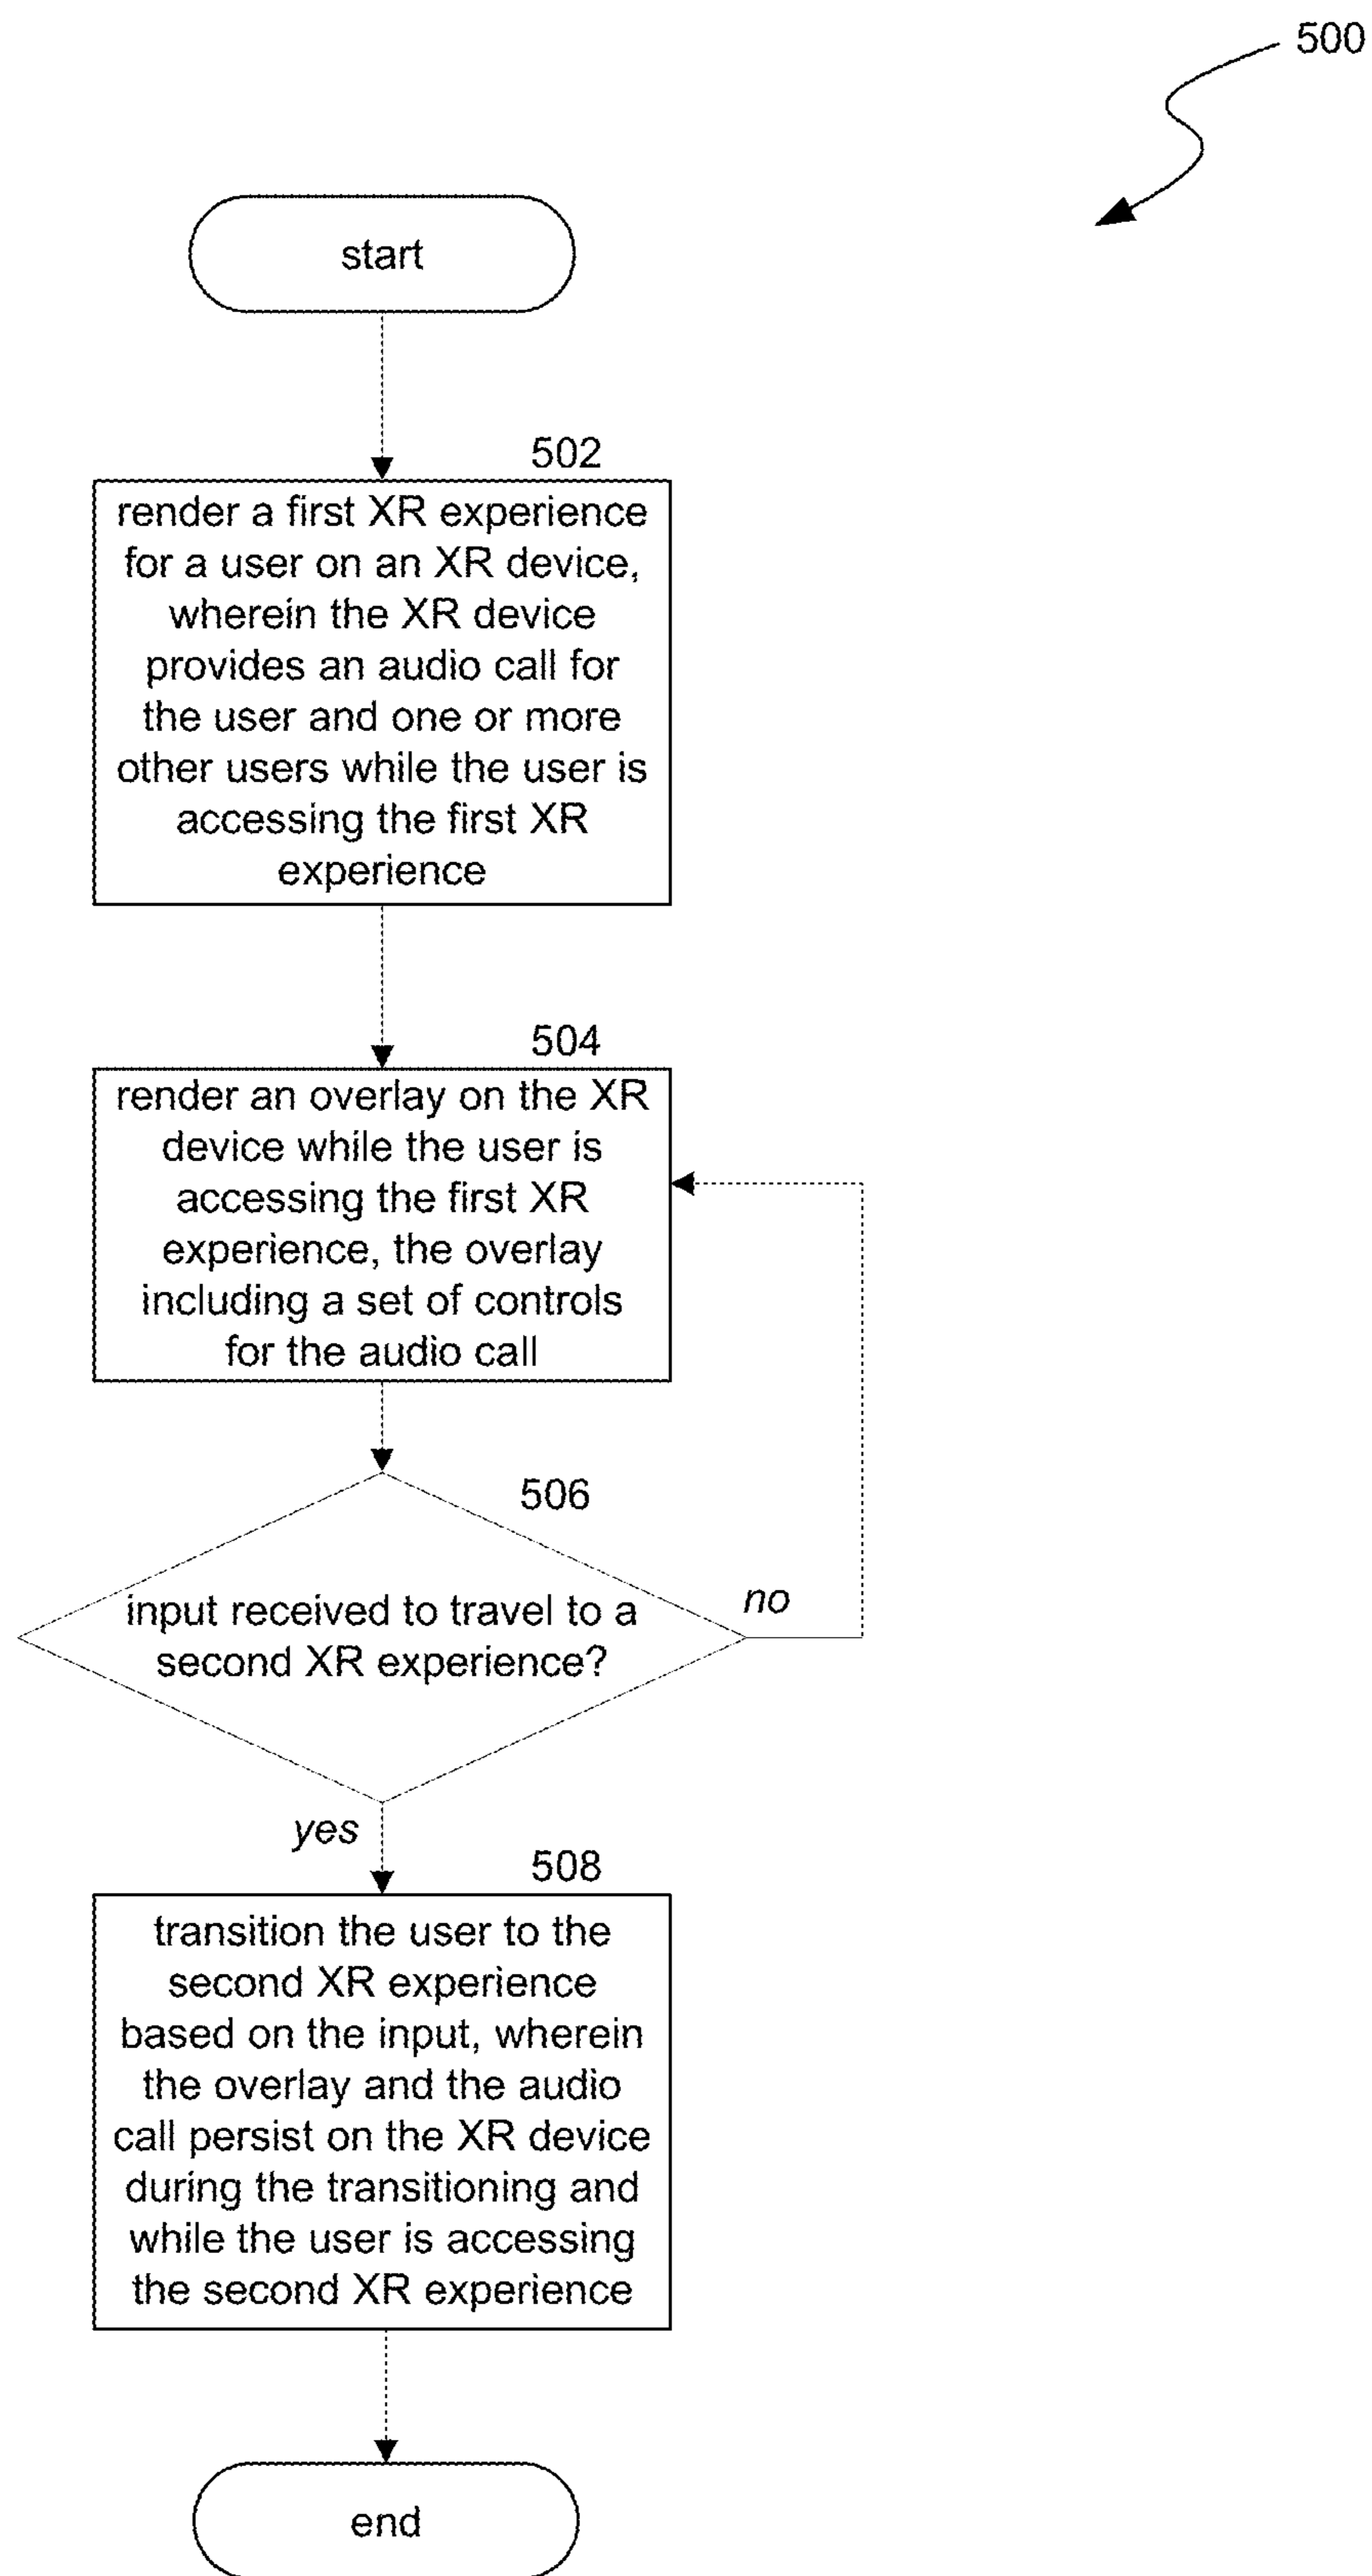 500
start
502
render a first XR experience
for a user on an XR device,
wherein the XR device
provides an audio call for
the user and one or more
other users while the user is
accessing the first XR
experience
504
render an overlay on the XR
device while the user is
accessing the first XR
experience, the overlay
including a set of controls
for the audio call
506
input received to travel to a
second XR experience?
no
yes
508
transition the user to the
second XR experience
based on the input, wherein
the overlay and the audio
call persist on the XR device
during the transitioning and
while the user is accessing
the second XR experience
end